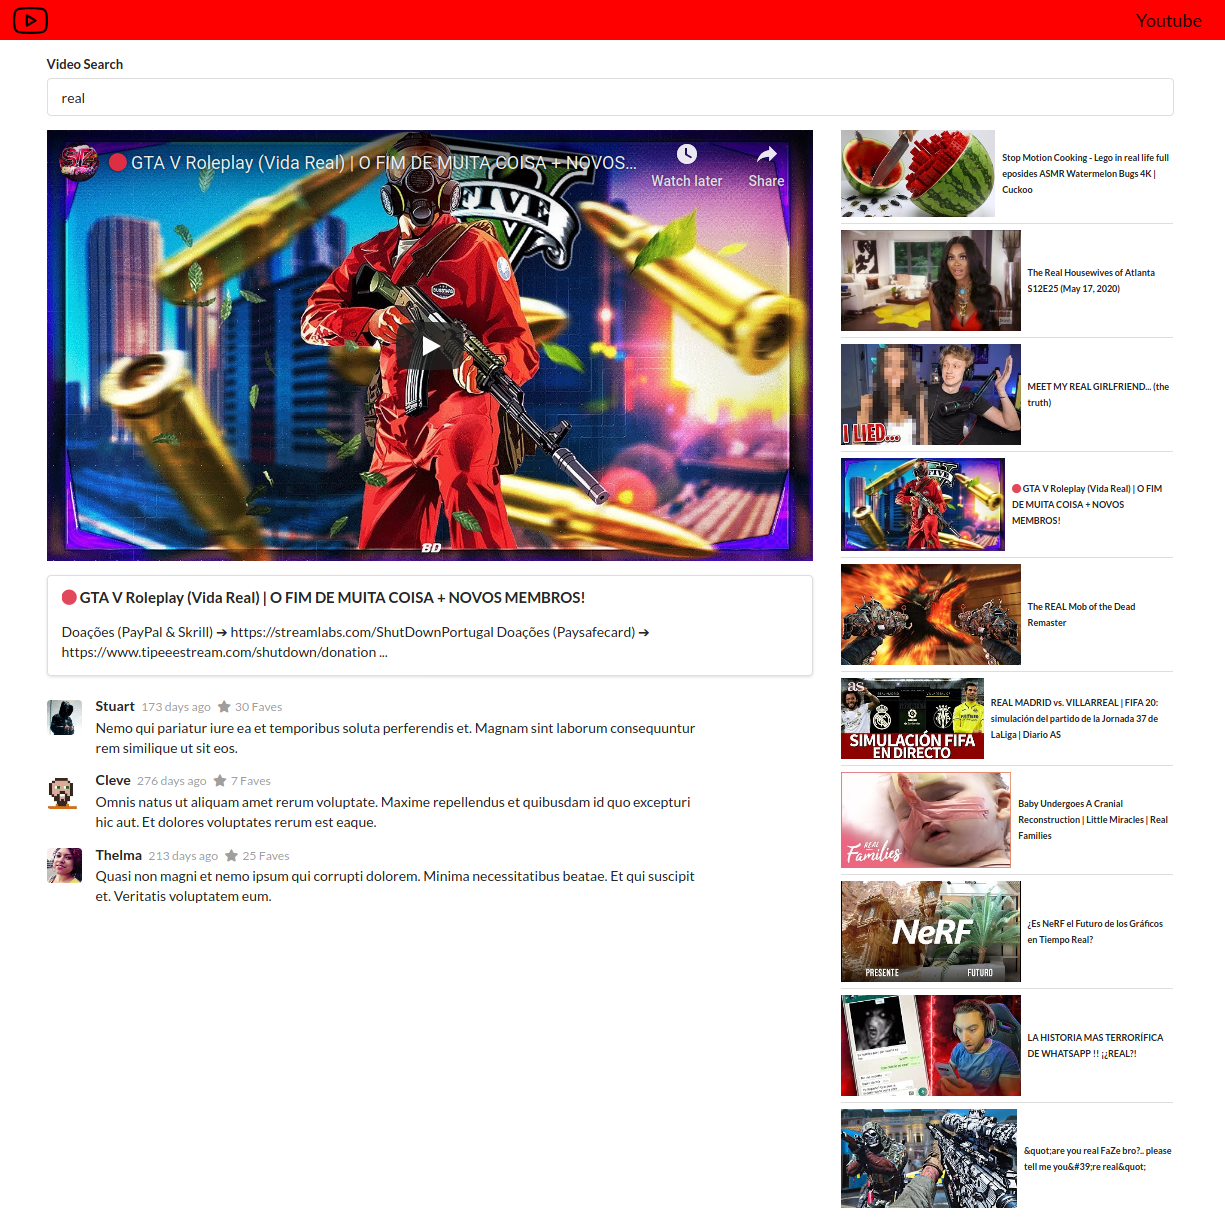 Youtube
Video Search
real
🔴 GTA V Roleplay (Vida Real) | O FIM DE MUITA COISA + NOVOS...
Watch later
Share
FIVE
V
8D
🔴 GTA V Roleplay (Vida Real) | O FIM DE MUITA COISA + NOVOS MEMBROS!
Doações (PayPal & Skrill) ➔ https://streamlabs.com/ShutDownPortugal Doações (Paysafecard) ➔
https://www.tipeeestream.com/shutdown/donation ...
Stuart 173 days ago ★ 30 Faves
Nemo qui pariatur iure ea et temporibus soluta perferendis et. Magnam sint laborum consequuntur
rem similique ut sit eos.
Cleve 276 days ago ★ 7 Faves
Omnis natus ut aliquam amet rerum voluptate. Maxime repellendus et quibusdam id quo excepturi
hic aut. Et dolores voluptates rerum est eaque.
Thelma 213 days ago ★ 25 Faves
Quasi non magni et nemo ipsum qui corrupti dolorem. Minima necessitatibus beatae. Et qui suscipit
et. Veritatis voluptatem eum.
Stop Motion Cooking - Lego in real life full
eposides ASMR Watermelon Bugs 4K |
Cuckoo
The Real Housewives of Atlanta
S12E25 (May 17, 2020)
I LIED...
MEET MY REAL GIRLFRIEND... (the
truth)
🔴 GTA V Roleplay (Vida Real) | O FIM
DE MUITA COISA + NOVOS
MEMBROS!
The REAL Mob of the Dead
Remaster
as
SIMULACIÓN FIFA
EN DIRECTO
REAL MADRID vs. VILLARREAL | FIFA 20:
simulación del partido de la Jornada 37 de
LaLiga | Diario AS
REAL
Families
Baby Undergoes A Cranial
Reconstruction | Little Miracles | Real
Families
NeRF
PRESENTE
FUTURO
¿Es NeRF el Futuro de los Gráficos
en Tiempo Real?
LA HISTORIA MAS TERRORÍFICA
DE WHATSAPP !! ¡¿REAL?!
&quot;are you real FaZe bro?.. please
tell me you&#39;re real&quot;